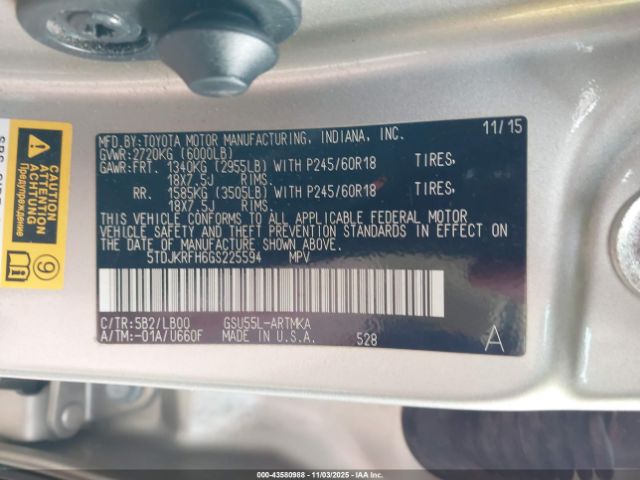 CAUTION
ATTENTION
ACHTUNG
Предупреждение
9
MFD.BY:TOYOTA MOTOR MANUFACTURING, INDIANA, INC. 11/15
GVWR:2720KG (6000LB)
GAWR:FRT. 1340KG (2955LB) WITH P245/60R18 TIRES,
18X7.5J RIMS
RR. 1585KG (3505LB) WITH P245/60R18 TIRES,
18X7.5J RIMS
THIS VEHICLE CONFORMS TO ALL APPLICABLE FEDERAL MOTOR
VEHICLE SAFETY AND THEFT PREVENTION STANDARDS IN EFFECT ON
THE DATE OF MANUFACTURE SHOWN ABOVE.
5TDJKRFH6GS225594 MPV
C/TR:5B2/LB00 GSU55L-ARTMKA
A/TM:-01A/U660F MADE IN U.S.A. 528 A
000-43580988 - 11/03/2025 - IAAI.COM